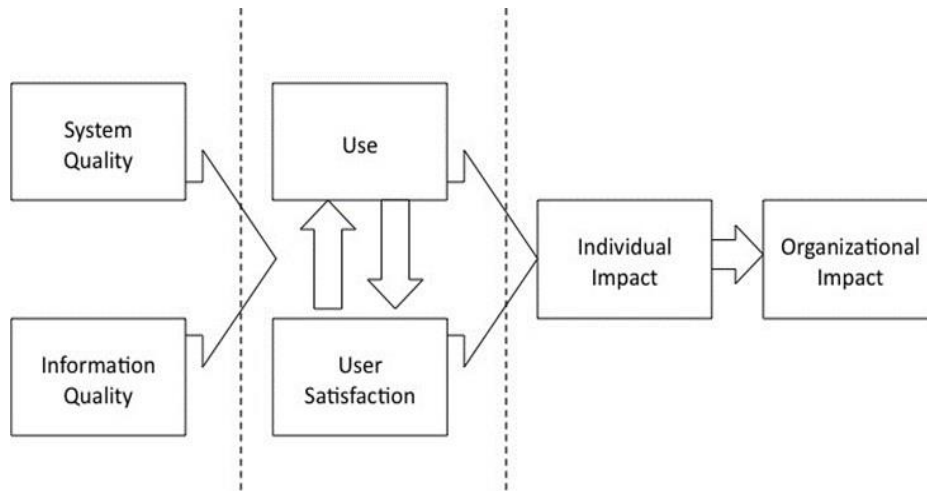 System
Quality
Use
Individual
Impact
Organizational
Impact
Information
Quality
User
Satisfaction